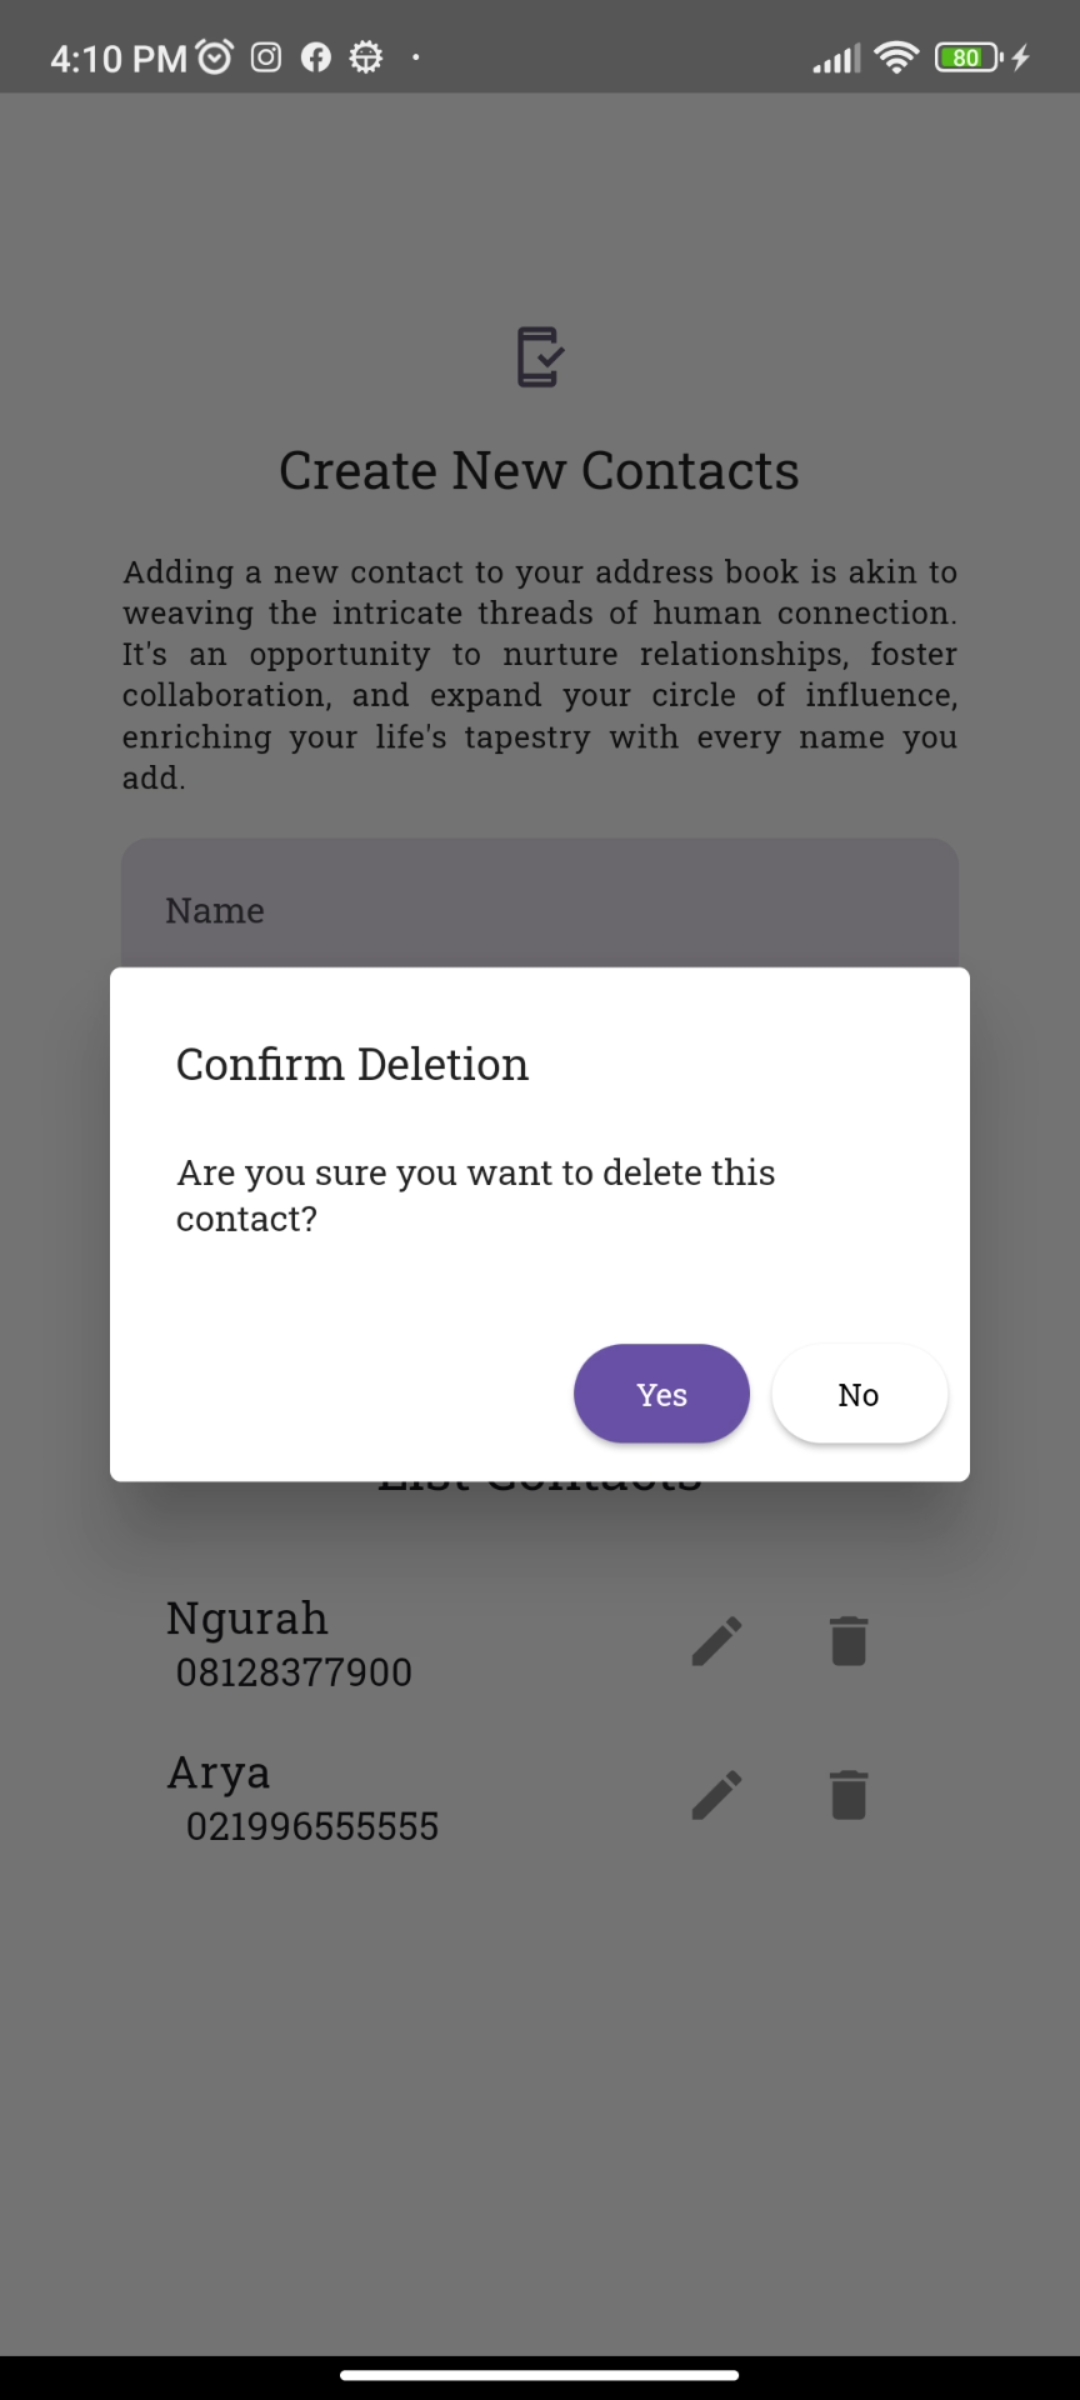 4:10 PM
80
Create New Contacts
Adding a new contact to your address book is akin to
weaving the intricate threads of human connection.
It's an opportunity to nurture relationships, foster
collaboration, and expand your circle of influence,
enriching your life's tapestry with every name you
add.
Name
Confirm Deletion
Are you sure you want to delete this
contact?
Yes
No
List Contacts
Ngurah
08128377900
Arya
021996555555